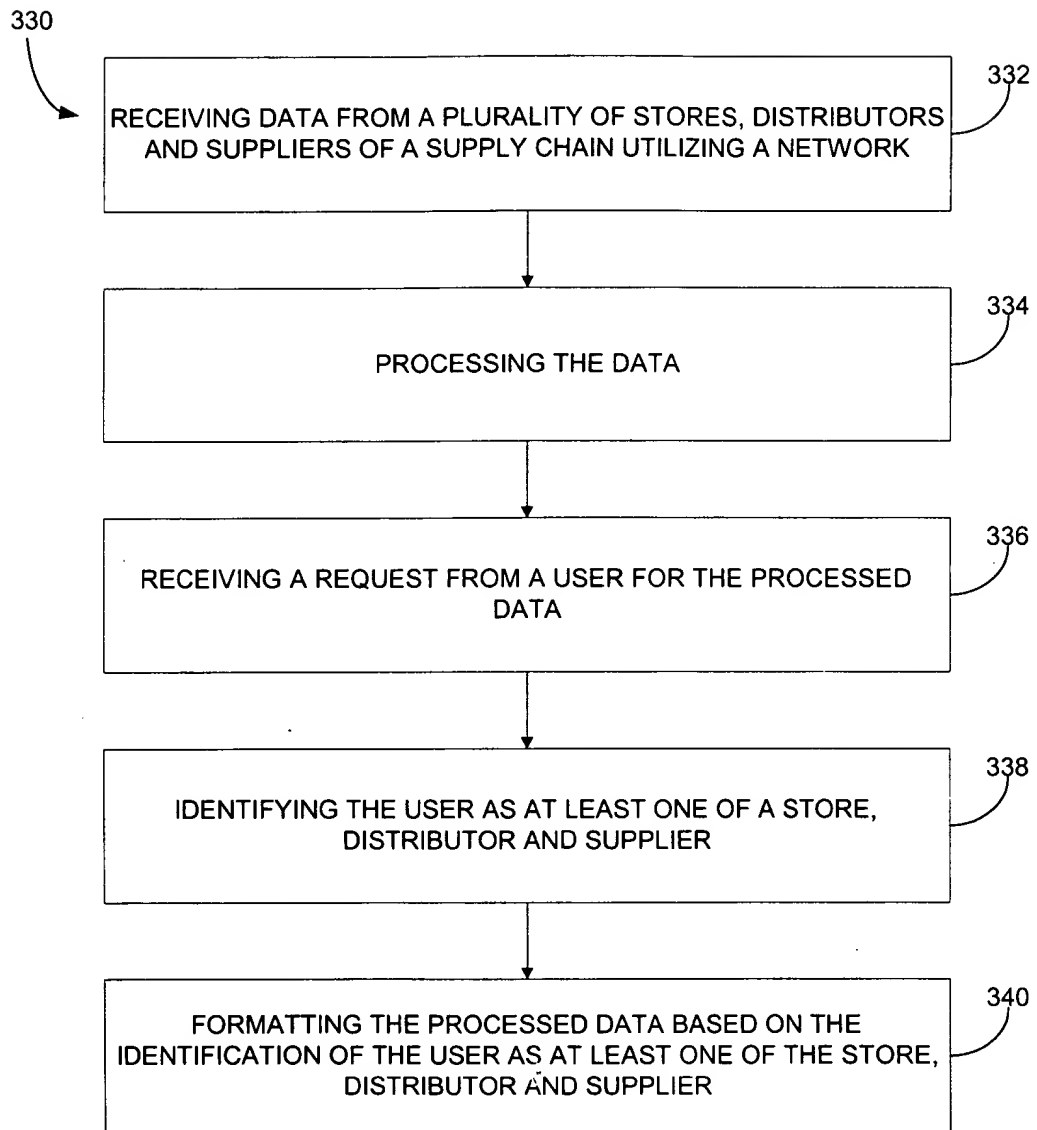 330
332
RECEIVING DATA FROM A PLURALITY OF STORES, DISTRIBUTORS
AND SUPPLIERS OF A SUPPLY CHAIN UTILIZING A NETWORK
334
PROCESSING THE DATA
336
RECEIVING A REQUEST FROM A USER FOR THE PROCESSED
DATA
338
IDENTIFYING THE USER AS AT LEAST ONE OF A STORE,
DISTRIBUTOR AND SUPPLIER
340
FORMATTING THE PROCESSED DATA BASED ON THE
IDENTIFICATION OF THE USER AS AT LEAST ONE OF THE STORE,
DISTRIBUTOR AND SUPPLIER